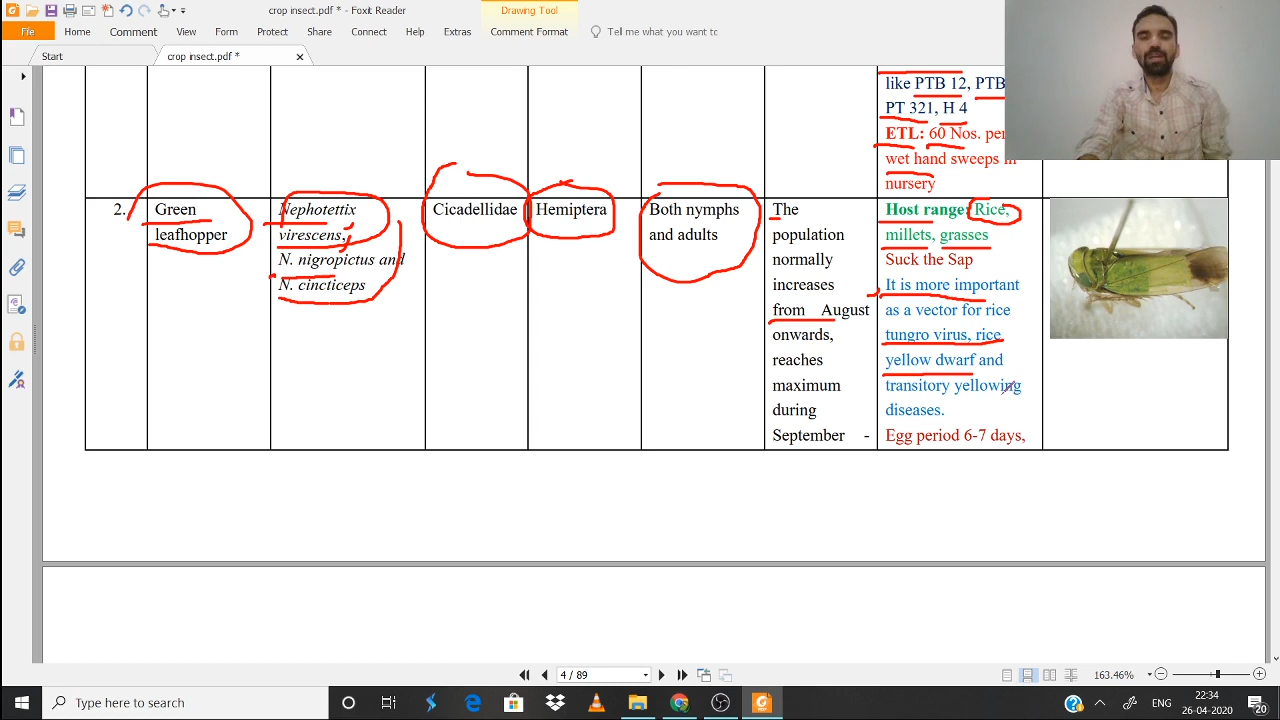 crop insect.pdf * - Foxit Reader
Drawing Tool
File
Home
Comment
View
Form
Protect
Share
Connect
Help
Extras
Comment Format
Tell me what you want to
Start
crop insect.pdf *
like PTB 12, PTB
PT 321, H 4
ETL: 60 Nos. per
wet hand sweeps in
nursery
2.
Green
leafhopper
Nephotettix
virescens,
N. nigropictus and
N. cincticeps
Cicadellidae
Hemiptera
Both nymphs
and adults
The
population
normally
increases
from August
onwards,
reaches
maximum
during
September -
Host range: Rice,
millets, grasses
Suck the Sap
It is more important
as a vector for rice
tungro virus, rice
yellow dwarf and
transitory yellowing
diseases.
Egg period 6-7 days,
4 / 89
163.46%
Type here to search
ENG
22:34
26-04-2020
20